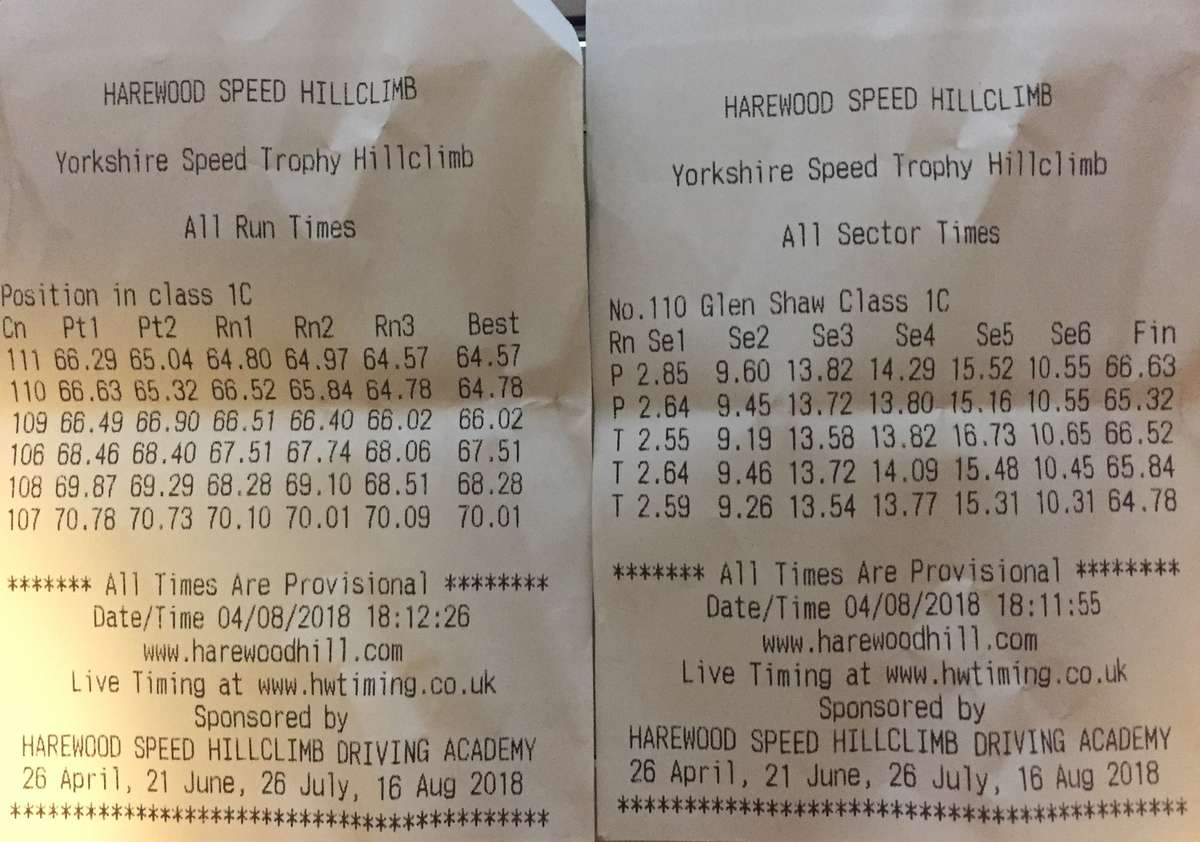 HAREWOOD SPEED HILLCLIMB
Yorkshire Speed Trophy Hillclimb
All Run Times
Position in class 1C
Cn Pt1 Pt2 Rn1 Rn2 Rn3 Best
111 66.29 65.04 64.80 64.97 64.57 64.57
110 66.63 65.32 66.52 65.84 64.78 64.78
109 66.49 66.90 66.51 66.40 66.02 66.02
106 68.46 68.40 67.51 67.74 68.06 67.51
108 69.87 69.29 68.28 69.10 68.51 68.28
107 70.78 70.73 70.10 70.01 70.09 70.01
******* All Times Are Provisional ********
Date/Time 04/08/2018 18:12:26
www.harewoodhill.com
Live Timing at www.hwtiming.co.uk
Sponsored by
HAREWOOD SPEED HILLCLIMB DRIVING ACADEMY
26 April, 21 June, 26 July, 16 Aug 2018
******************************************
HAREWOOD SPEED HILLCLIMB
Yorkshire Speed Trophy Hillclimb
All Sector Times
No.110 Glen Shaw Class 1C
Rn Se1 Se2 Se3 Se4 Se5 Se6 Fin
P 2.85 9.60 13.82 14.29 15.52 10.55 66.63
P 2.64 9.45 13.72 13.80 15.16 10.55 65.32
T 2.55 9.19 13.58 13.82 16.73 10.65 66.52
T 2.64 9.46 13.72 14.09 15.48 10.45 65.84
T 2.59 9.26 13.54 13.77 15.31 10.31 64.78
******* All Times Are Provisional ********
Date/Time 04/08/2018 18:11:55
www.harewoodhill.com
Live Timing at www.hwtiming.co.uk
Sponsored by
HAREWOOD SPEED HILLCLIMB DRIVING ACADEMY
26 April, 21 June, 26 July, 16 Aug 2018
******************************************